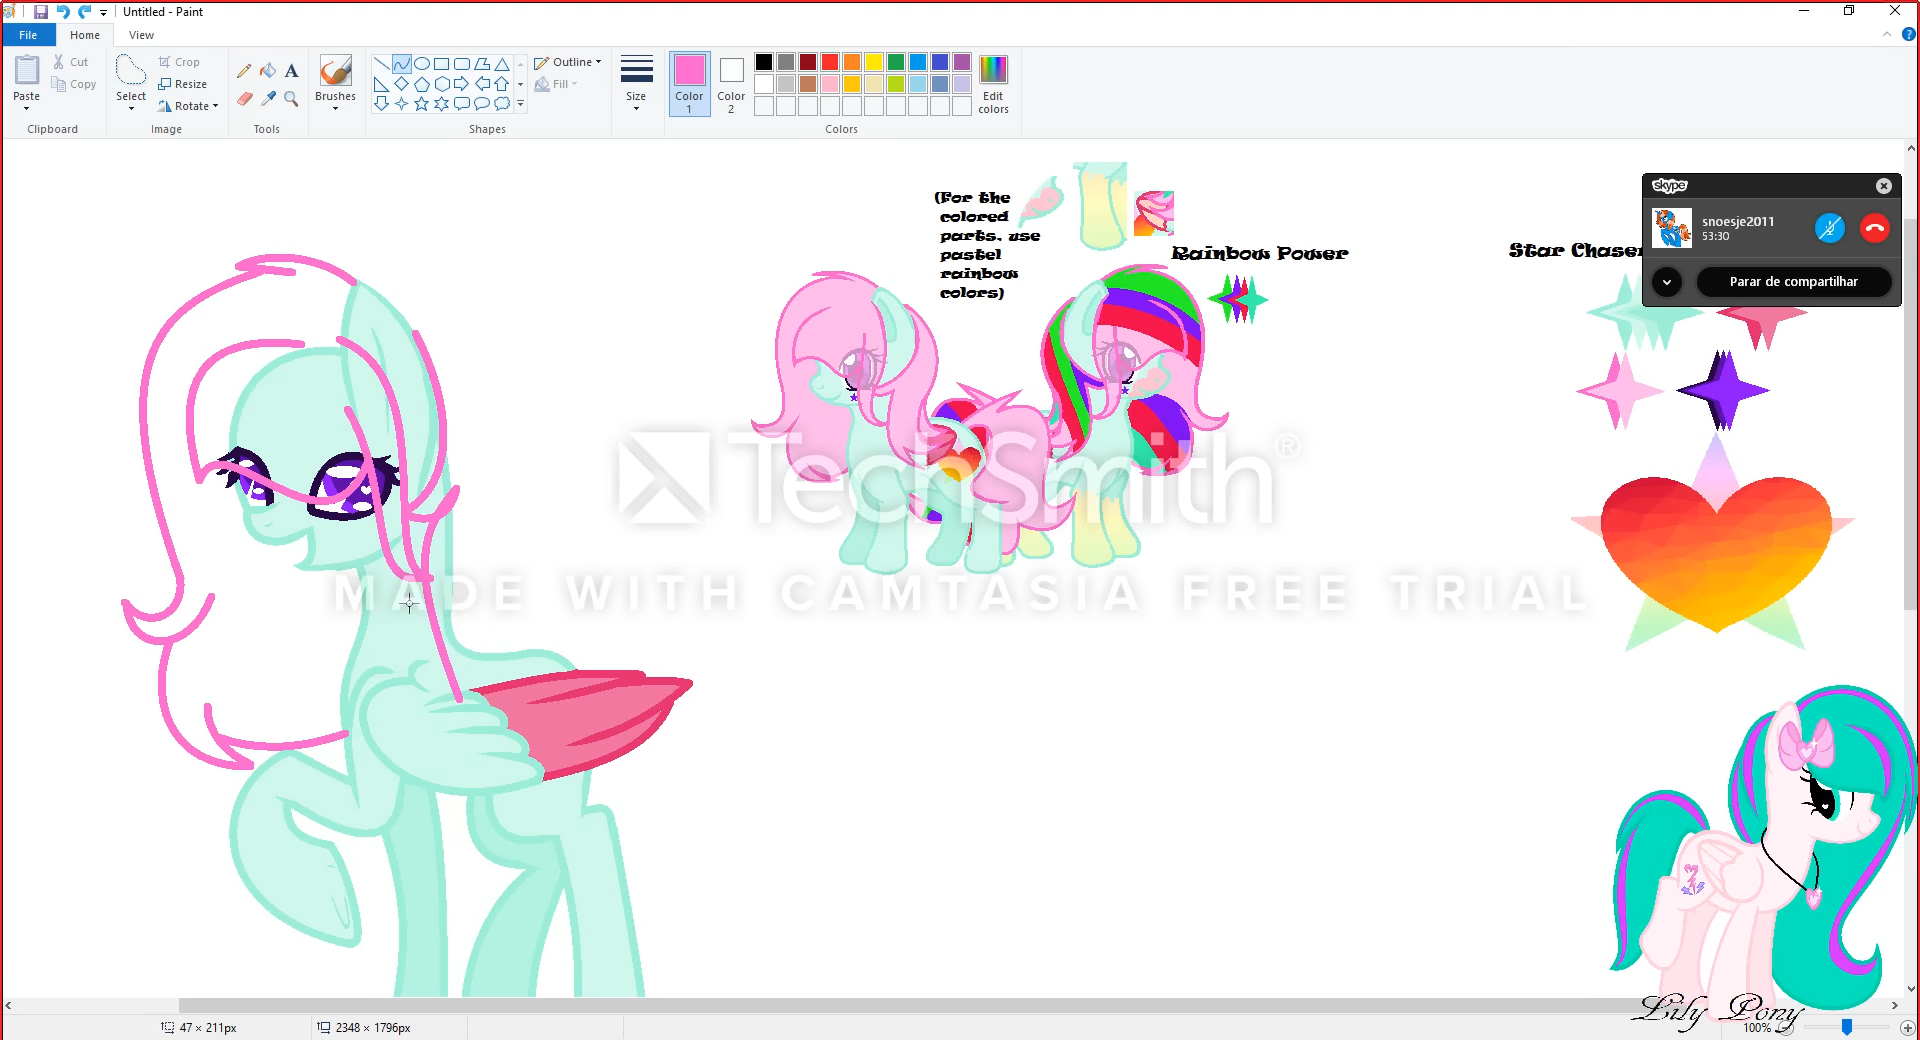 Untitled - Paint
File Home View
Paste
Cut
Copy
Clipboard
Select
Crop
Resize
Rotate
Image
Tools
Brushes
Shapes
Outline
Fill
Size
Color 1
Color 2
Colors
Edit colors
(For the
colored
parts, use
pastel
rainbow
colors)
Rainbow Power
Star Chaser
skype
snoesje2011
53:30
Parar de compartilhar
TechSmith®
MADE WITH CAMTASIA FREE TRIAL
Lily Pony
47 × 211px
2348 × 1796px
100%